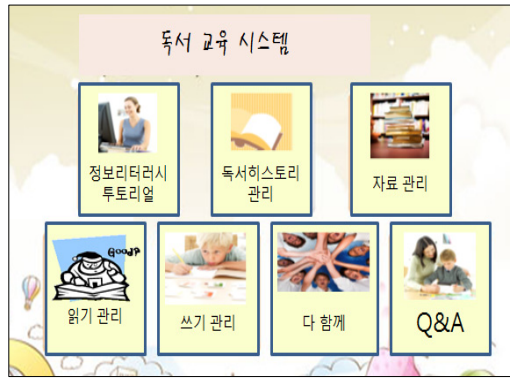 독서 교육 시스템
정보리터러시
투토리얼
독서히스토리
관리
자료 관리
Good?
읽기 관리
쓰기 관리
다 함께
Q&A